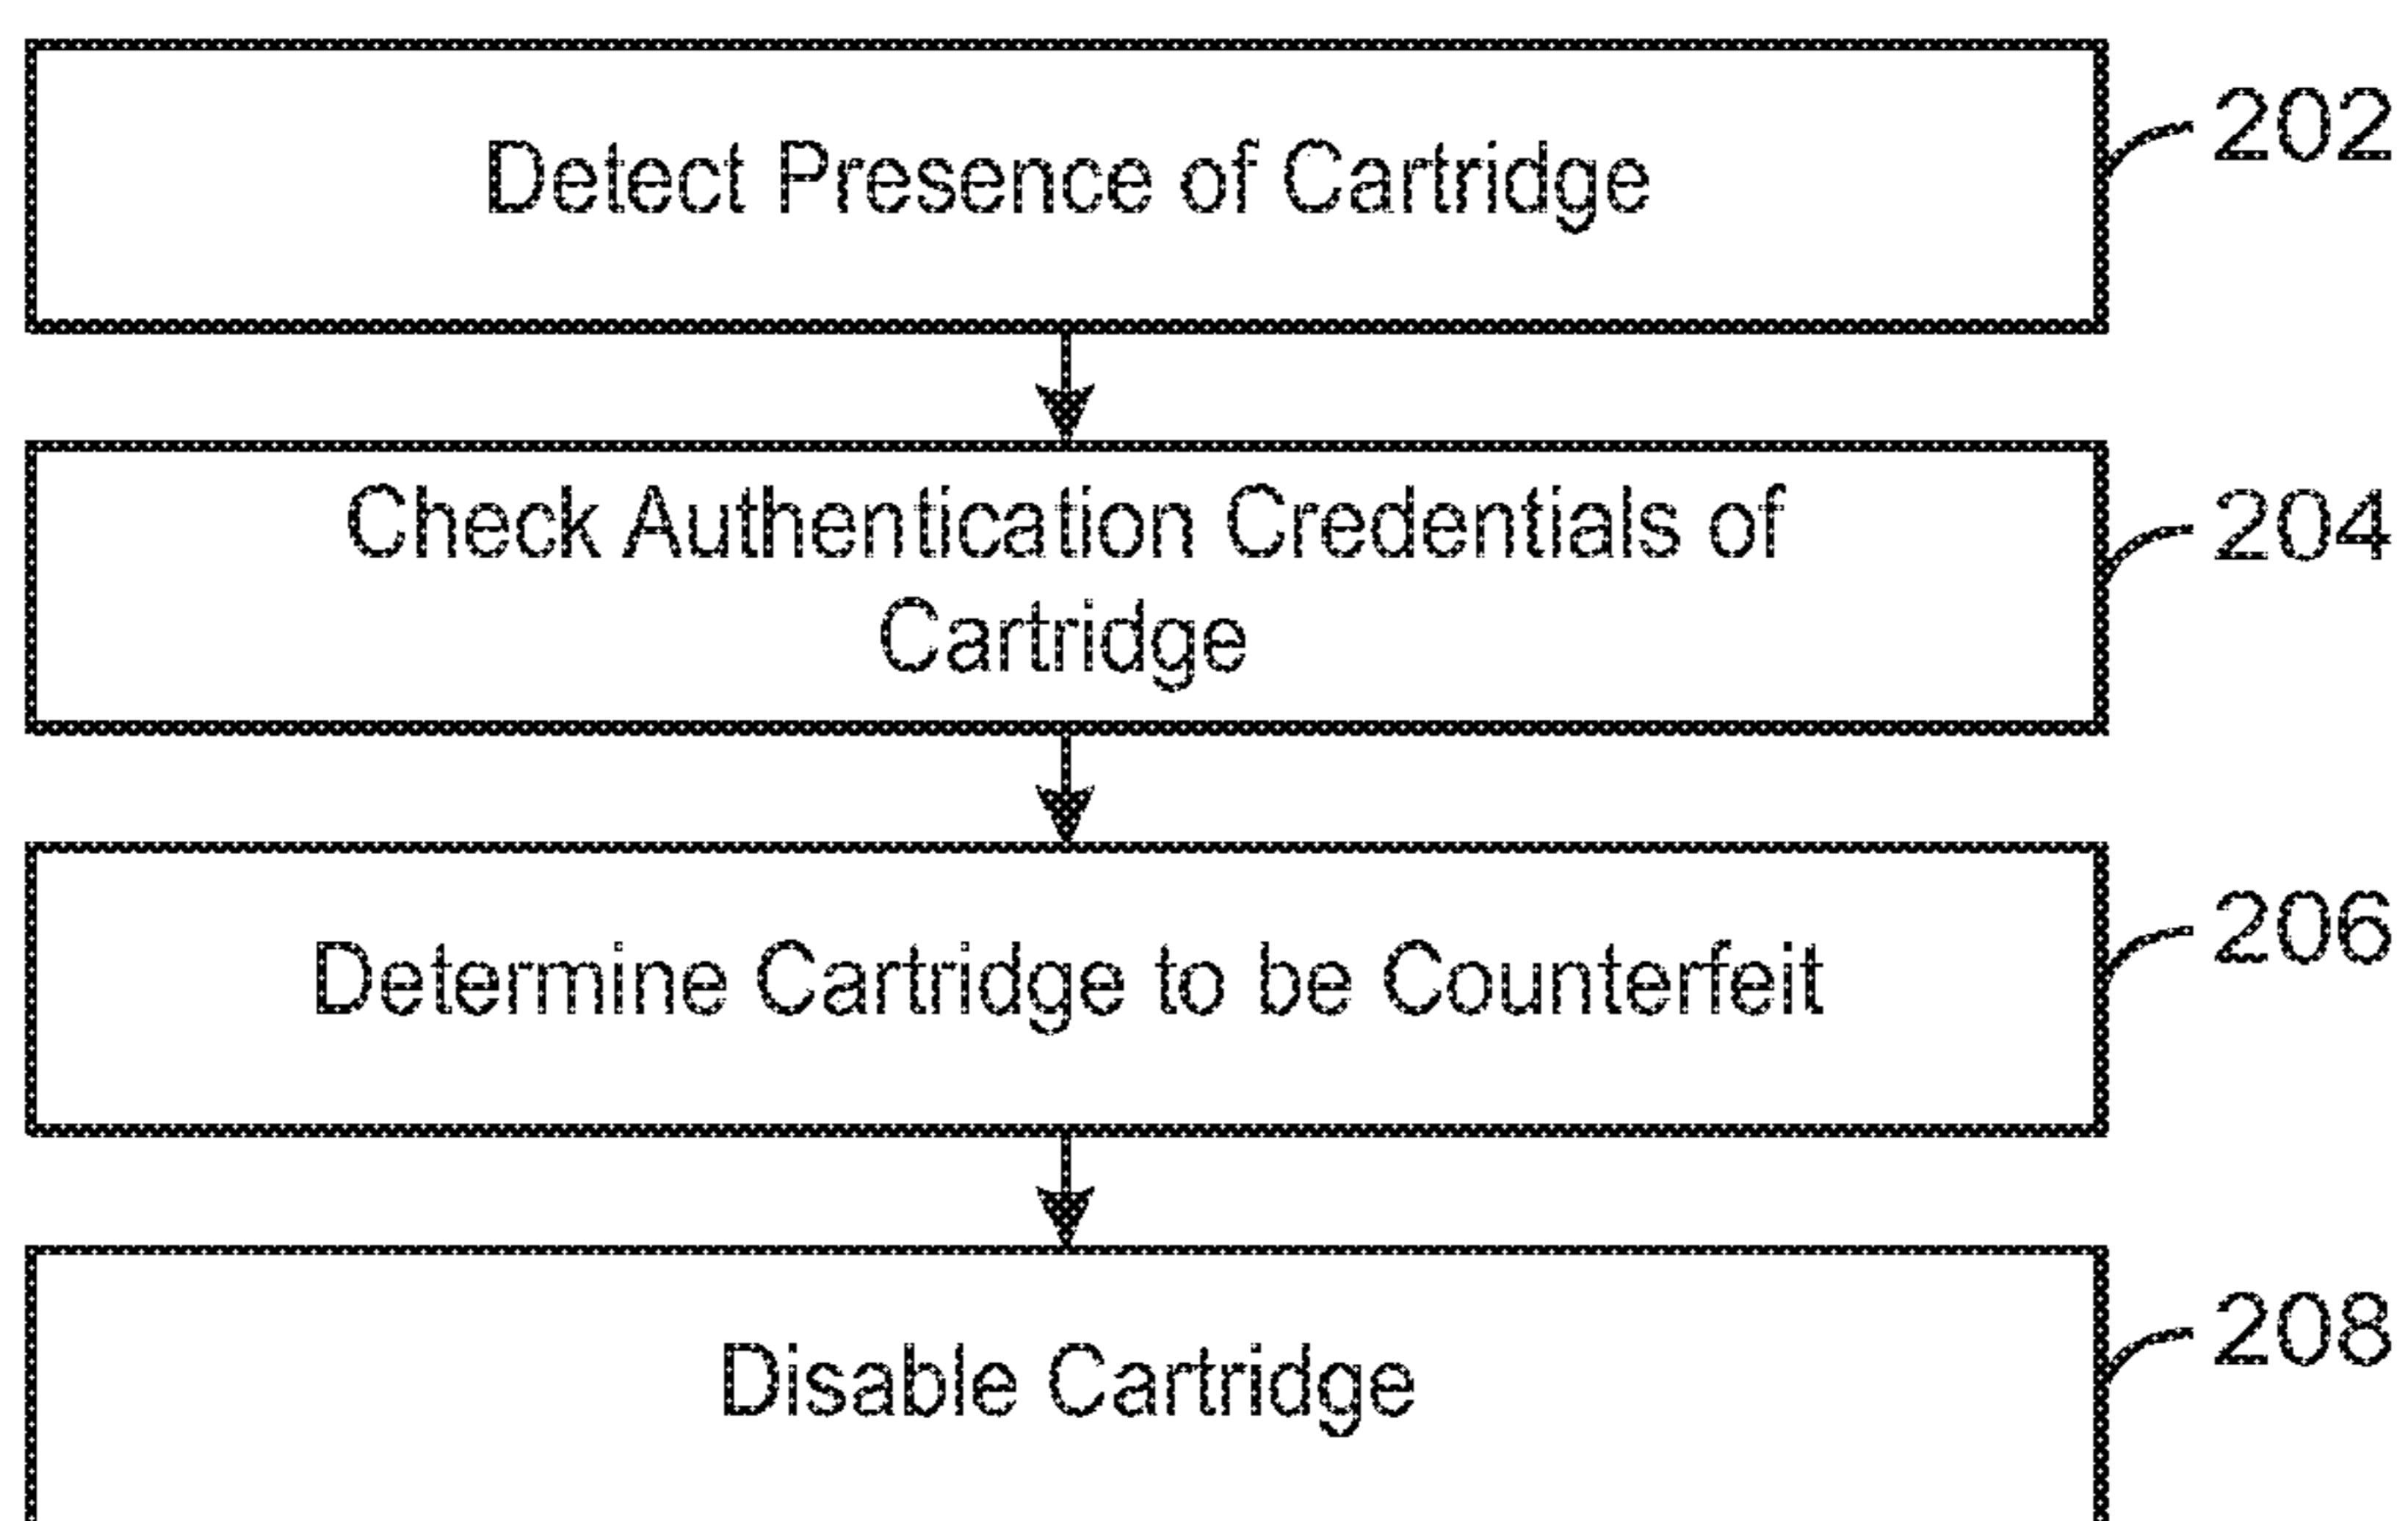 Detect Presence of Cartridge
202
Check Authentication Credentials of
Cartridge
204
Determine Cartridge to be Counterfeit
206
Disable Cartridge
208